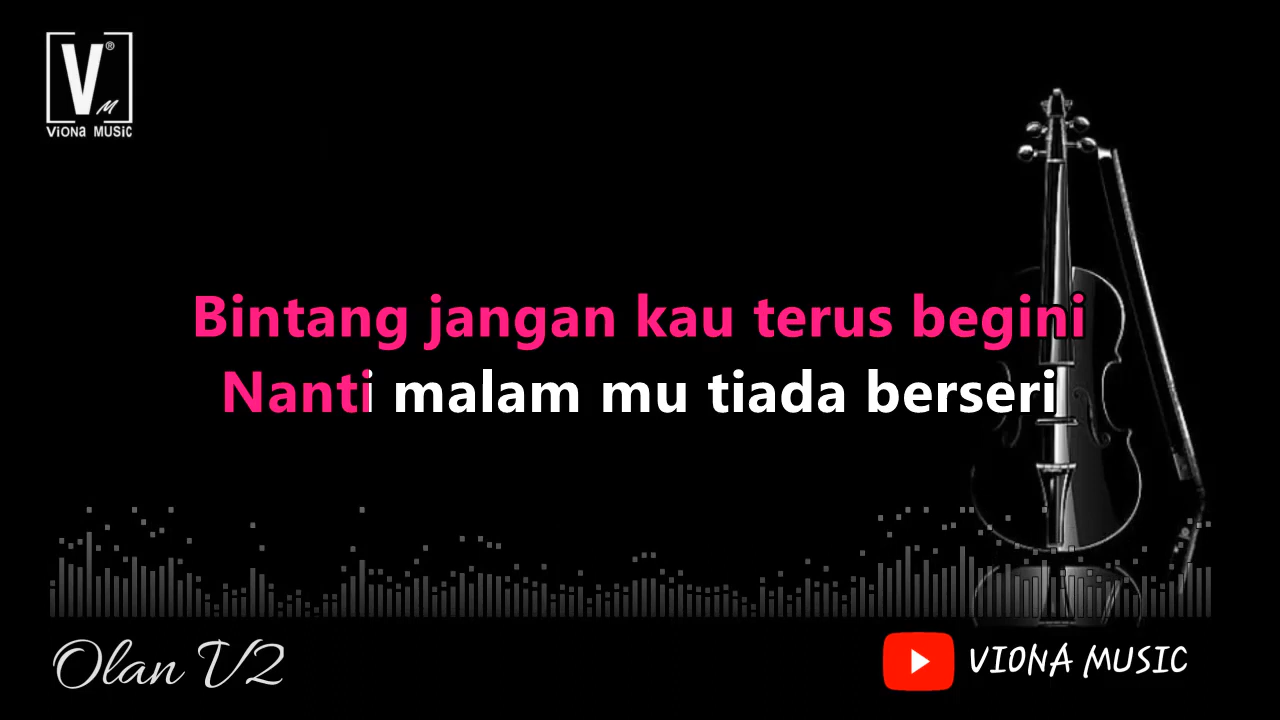 V®
M
ViONa MUSiC
Bintang jangan kau terus begini
Nanti malam mu tiada berseri
Olan V2
VIONA MUSIC